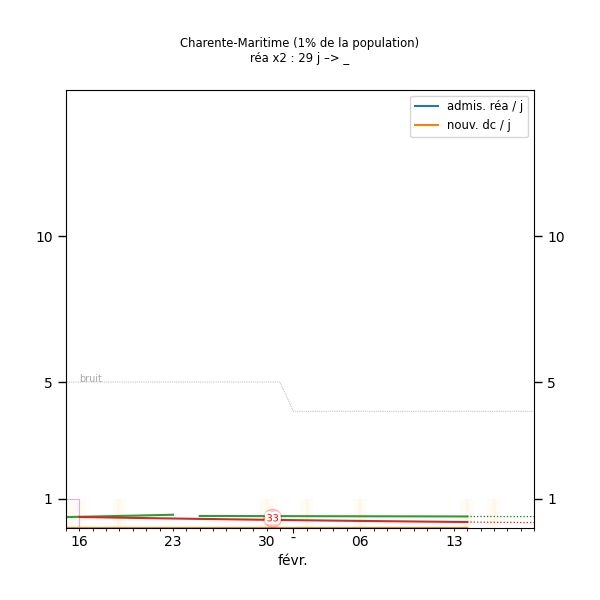 Charente-Maritime (1% de la population)
réa x2 : 29 j –> _
admis. réa / j
nouv. dc / j
10 10
bruit
5 5
1 1
33
16 23 30 - 06 13
févr.